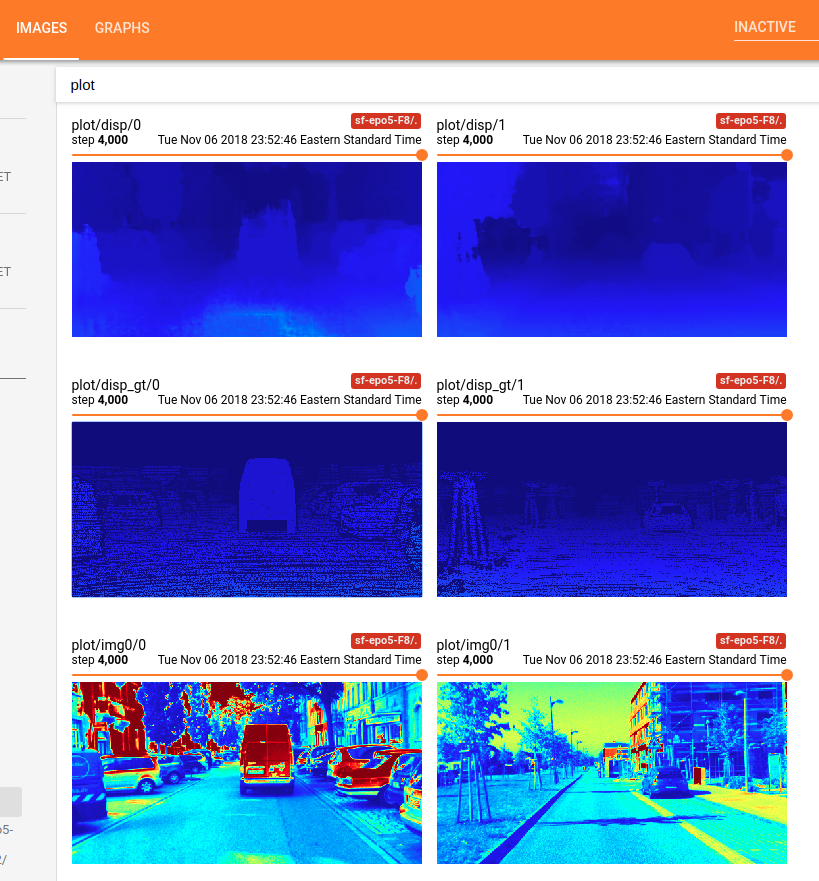 IMAGES GRAPHS INACTIVE
plot
ET
ET
o5-
2/
plot/disp/0 sf-epo5-F8/.
step 4,000 Tue Nov 06 2018 23:52:46 Eastern Standard Time
plot/disp/1 sf-epo5-F8/.
step 4,000 Tue Nov 06 2018 23:52:46 Eastern Standard Time
plot/disp_gt/0 sf-epo5-F8/.
step 4,000 Tue Nov 06 2018 23:52:46 Eastern Standard Time
plot/disp_gt/1 sf-epo5-F8/.
step 4,000 Tue Nov 06 2018 23:52:46 Eastern Standard Time
plot/img0/0 sf-epo5-F8/.
step 4,000 Tue Nov 06 2018 23:52:46 Eastern Standard Time
plot/img0/1 sf-epo5-F8/.
step 4,000 Tue Nov 06 2018 23:52:46 Eastern Standard Time